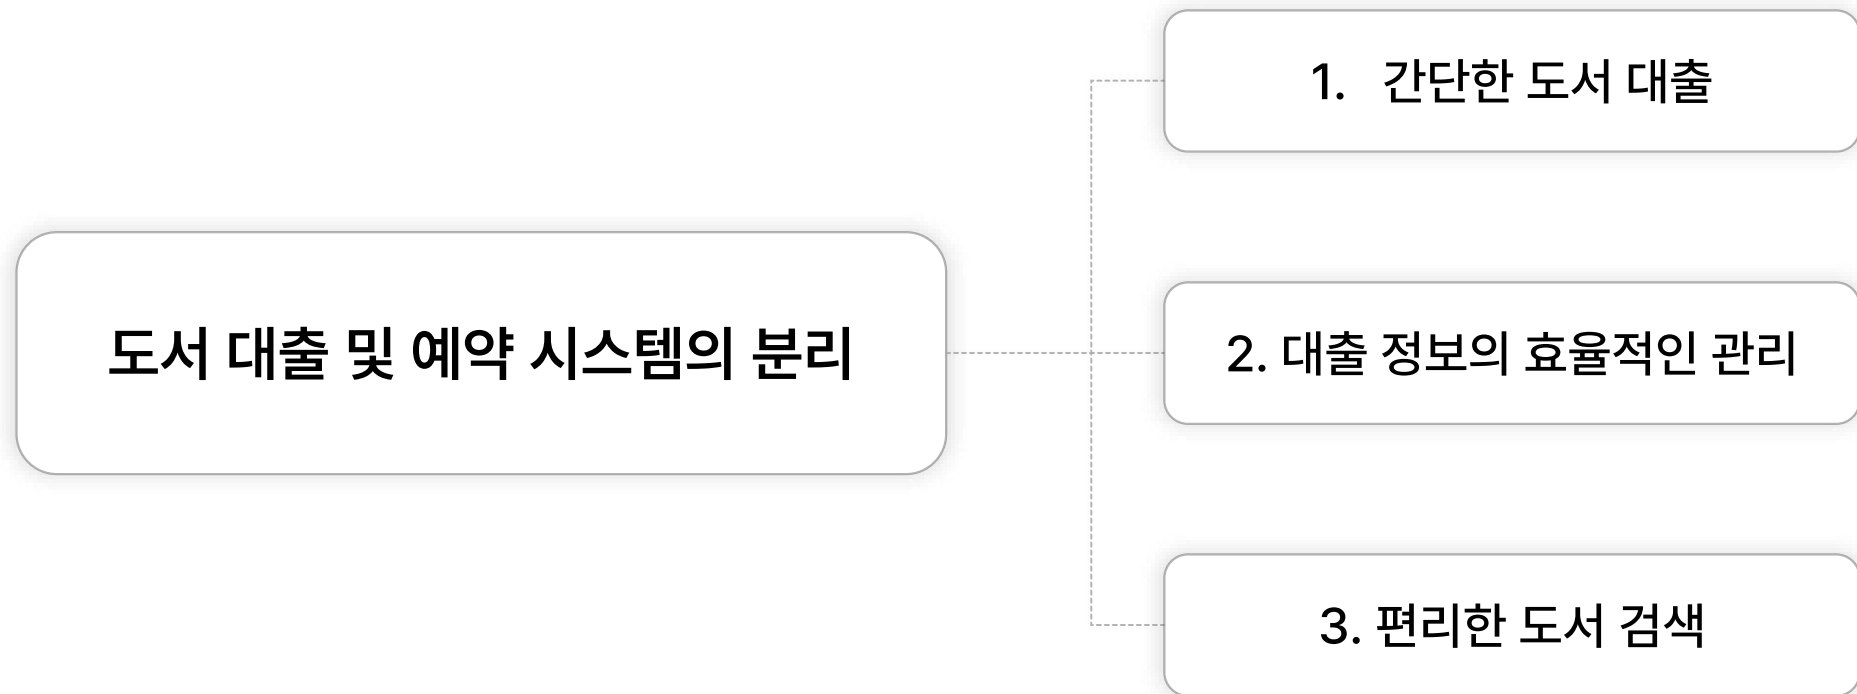 도서 대출 및 예약 시스템의 분리
1. 간단한 도서 대출
2. 대출 정보의 효율적인 관리
3. 편리한 도서 검색